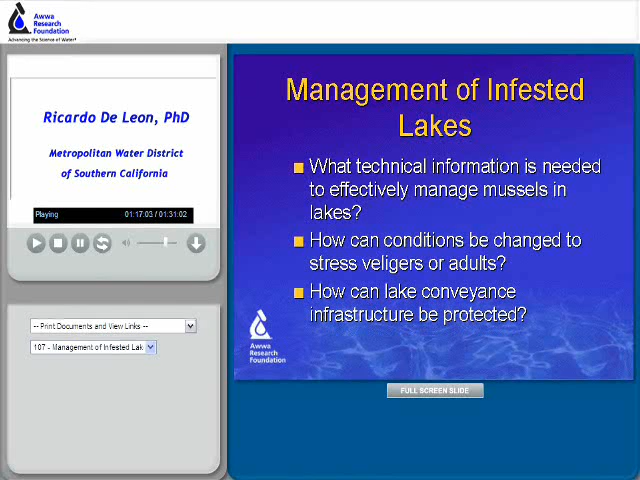 Awwa
Research
Foundation
Advancing the Science of Water®
Ricardo De Leon, PhD
Metropolitan Water District
of Southern California
Playing 01:17:03 / 01:31:02
-- Print Documents and View Links --
107 - Management of Infested Lak
Management of Infested
Lakes
What technical information is needed
to effectively manage mussels in
lakes?
How can conditions be changed to
stress veligers or adults?
How can lake conveyance
infrastructure be protected?
Awwa
Research
Foundation
FULL SCREEN SLIDE